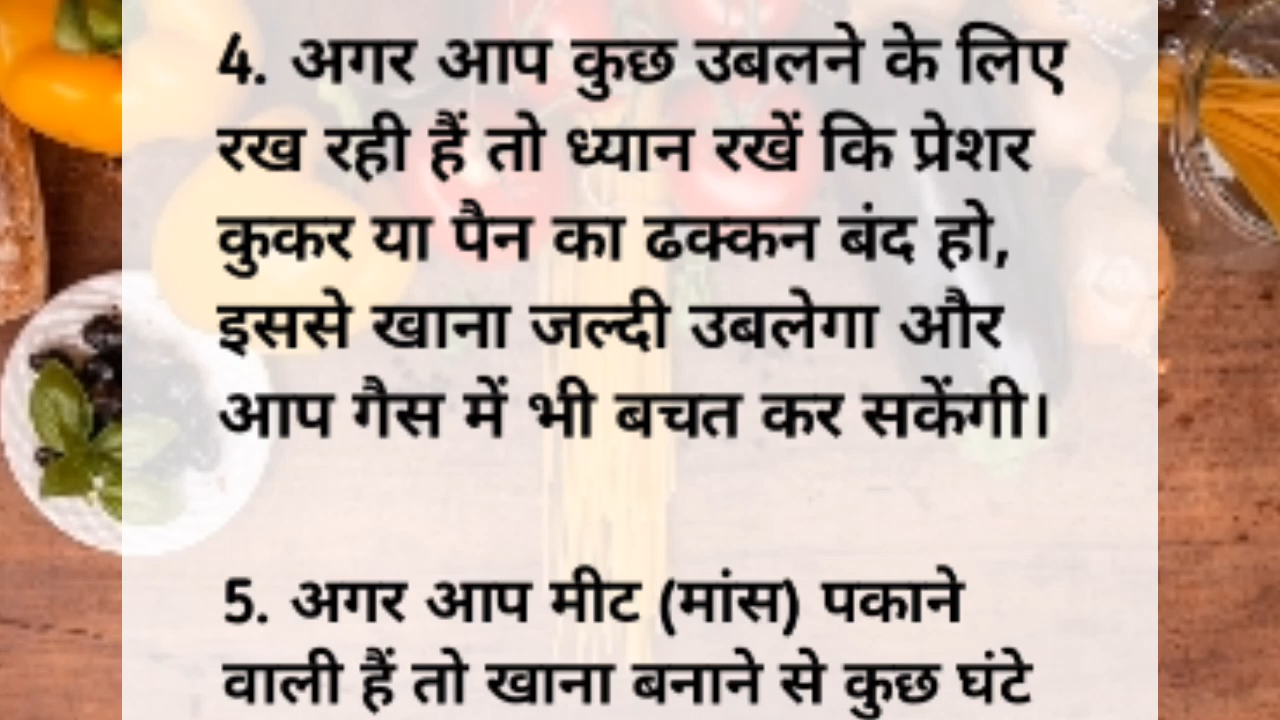 4. अगर आप कुछ उबलने के लिए
रख रही हैं तो ध्यान रखें कि प्रेशर
कुकर या पैन का ढक्कन बंद हो,
इससे खाना जल्दी उबलेगा और
आप गैस में भी बचत कर सकेंगी।
5. अगर आप मीट (मांस) पकाने
वाली हैं तो खाना बनाने से कुछ घंटे